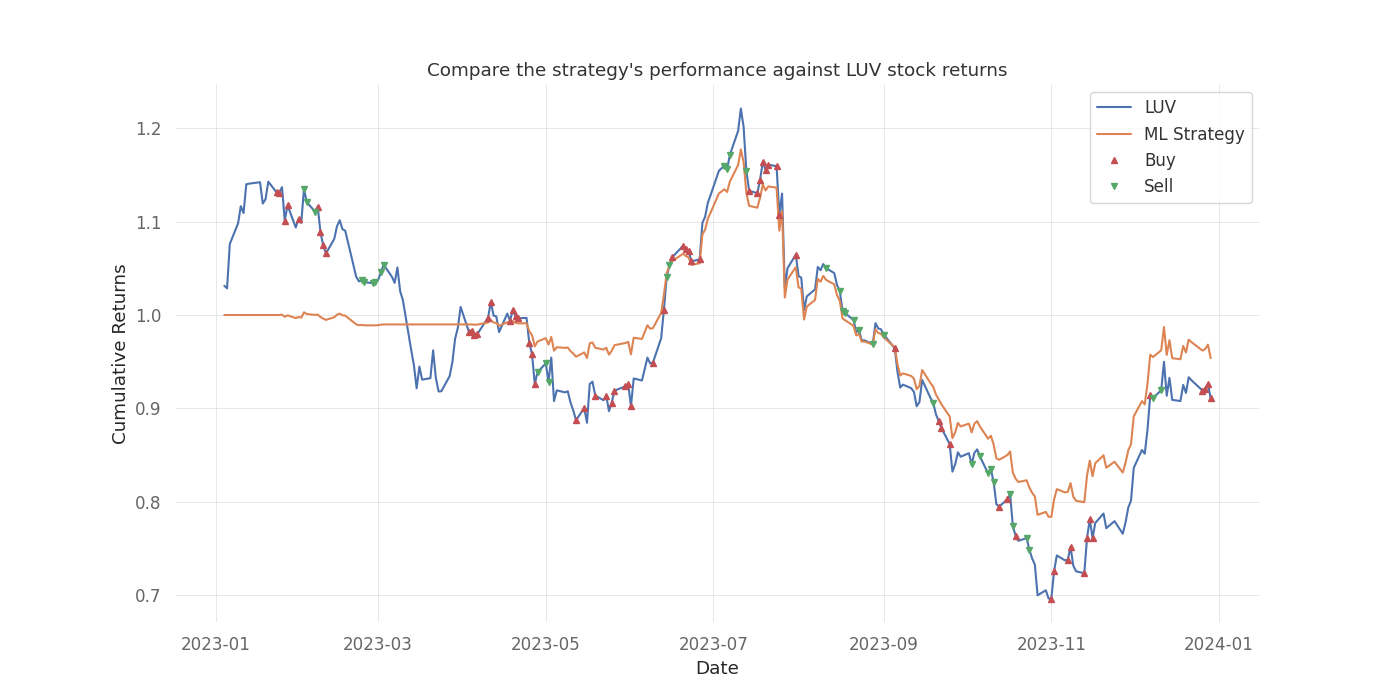 Compare the strategy's performance against LUV stock returns
LUV
ML Strategy
Buy
Sell
Cumulative Returns
1.2
1.1
1.0
0.9
0.8
0.7
2023-01
2023-03
2023-05
2023-07
2023-09
2023-11
2024-01
Date